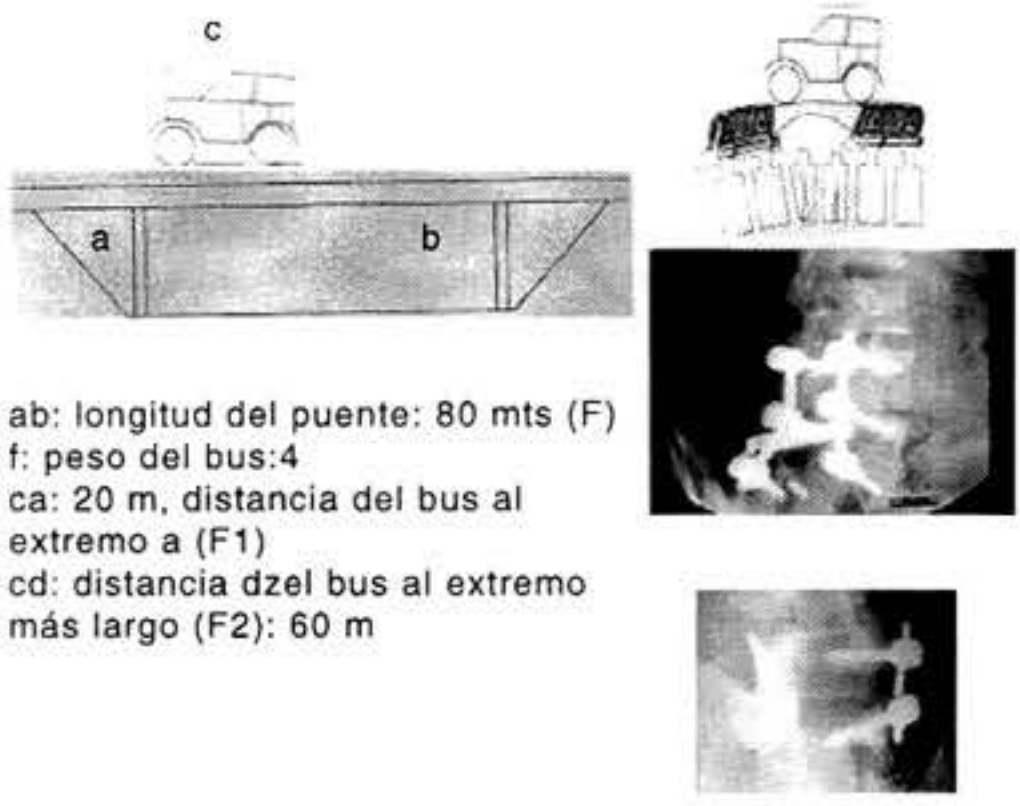 c
a
b
ab: longitud del puente: 80 mts (F)
f: peso del bus:4
ca: 20 m, distancia del bus al
extremo a (F1)
cd: distancia dzel bus al extremo
más largo (F2): 60 m